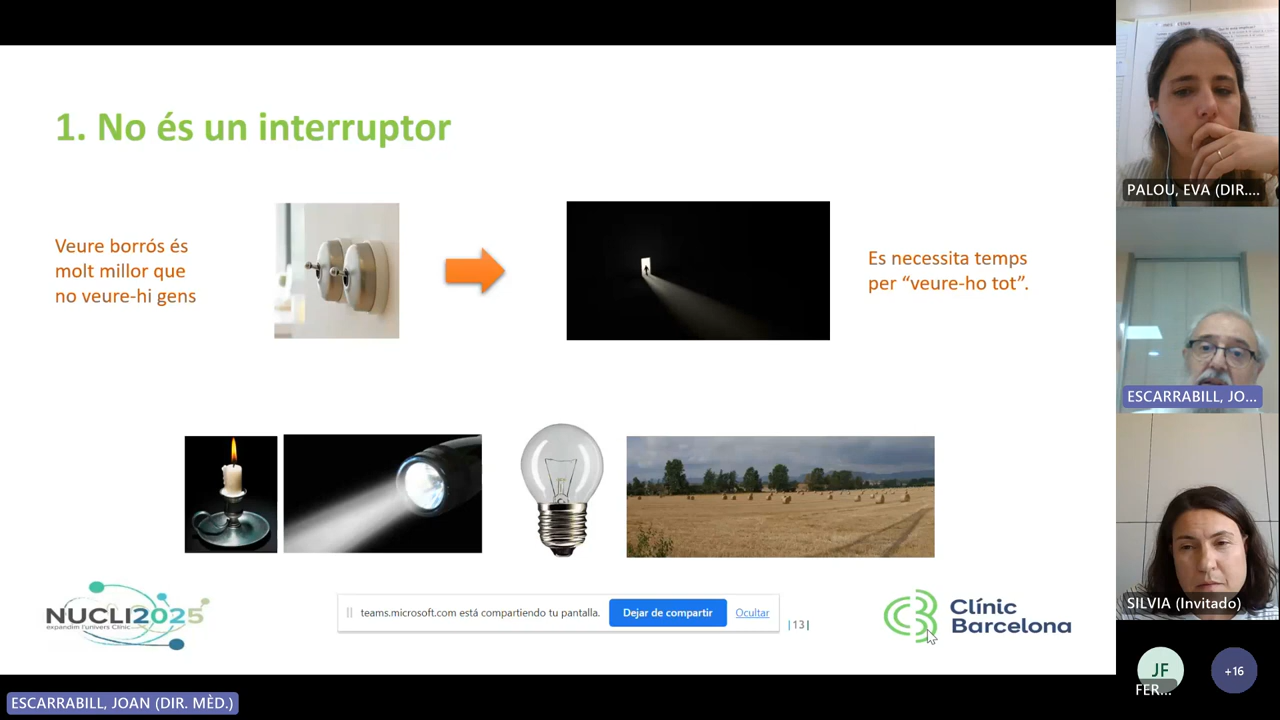 1. No és un interruptor
Veure borrós és
molt millor que
no veure-hi gens
Es necessita temps
per “veure-ho tot”.
NUCLI2025
expandim l'univers Clínic
teams.microsoft.com está compartiendo tu pantalla.
Dejar de compartir
Ocultar
|13|
Clínic
Barcelona
PALOU, EVA (DIR....
ESCARRABILL, JO...
SILVIA (Invitado)
JF
FER...
+16
ESCARRABILL, JOAN (DIR. MÈD.)